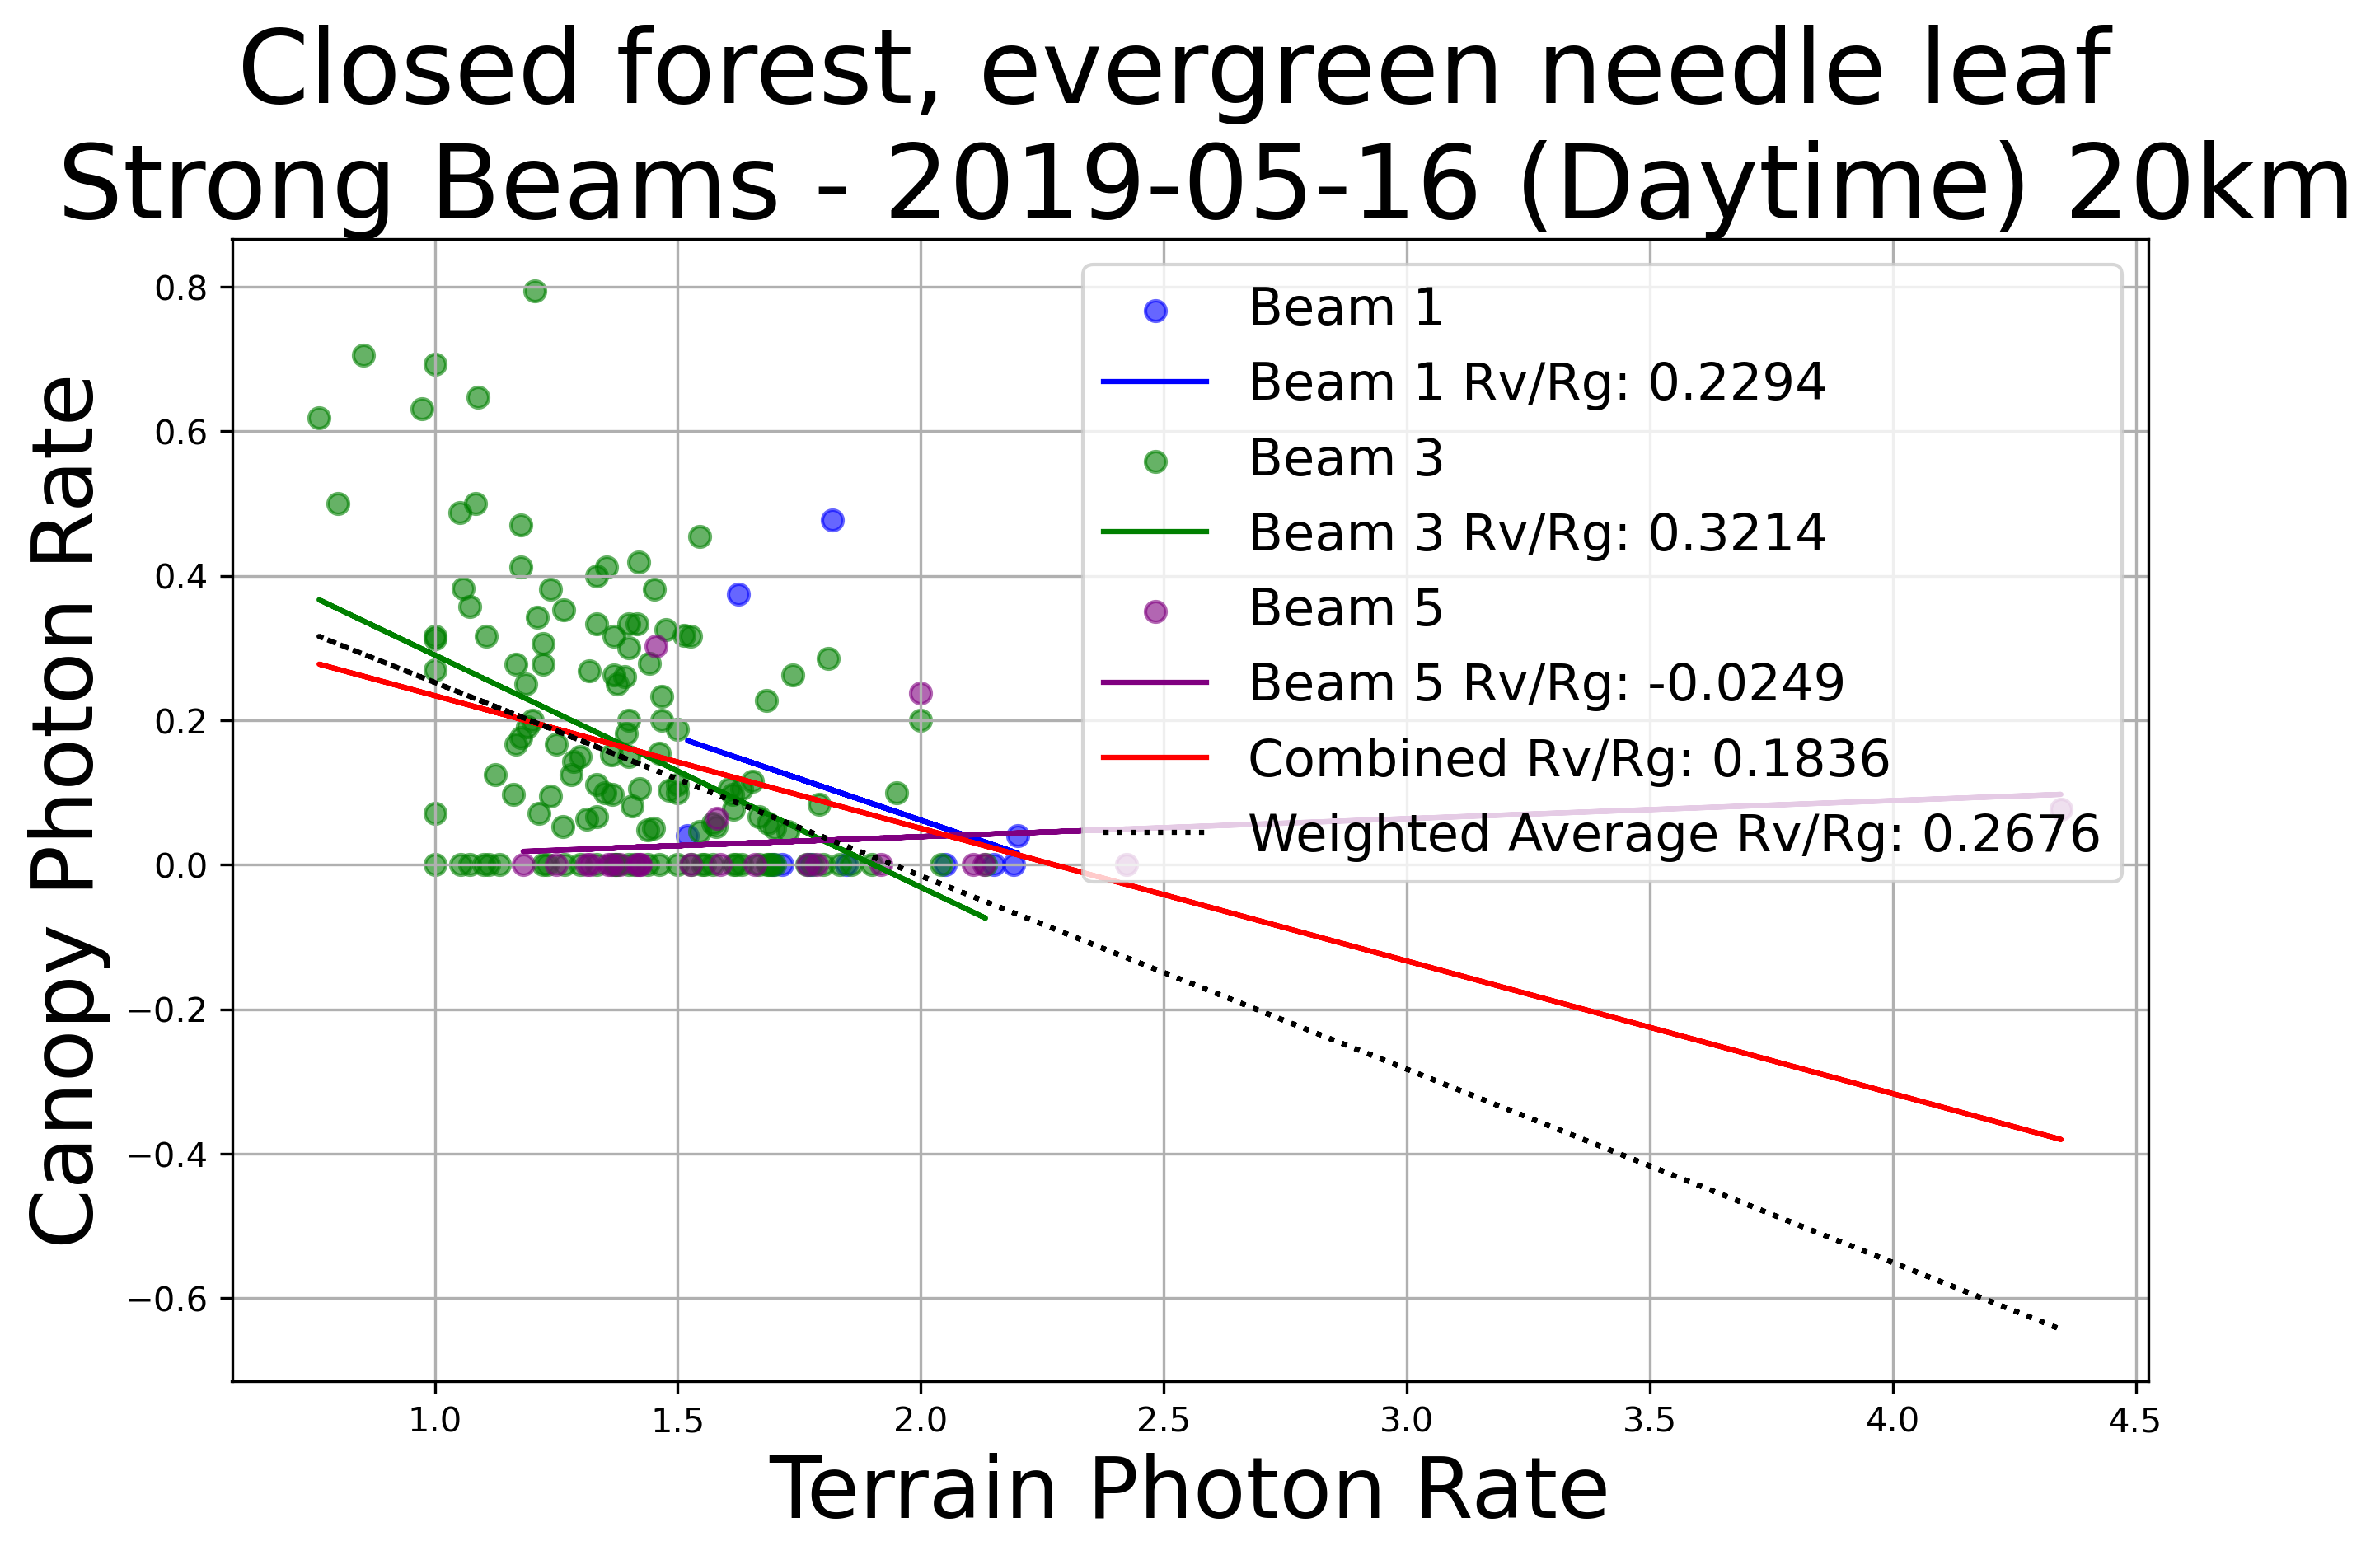 Closed forest, evergreen needle leaf
Strong Beams - 2019-05-16 (Daytime) 20km
Canopy Photon Rate
0.8
0.6
0.4
0.2
0.0
−0.2
−0.4
−0.6
Beam 1
Beam 1 Rv/Rg: 0.2294
Beam 3
Beam 3 Rv/Rg: 0.3214
Beam 5
Beam 5 Rv/Rg: -0.0249
Combined Rv/Rg: 0.1836
Weighted Average Rv/Rg: 0.2676
1.0 1.5 2.0 2.5 3.0 3.5 4.0 4.5
Terrain Photon Rate